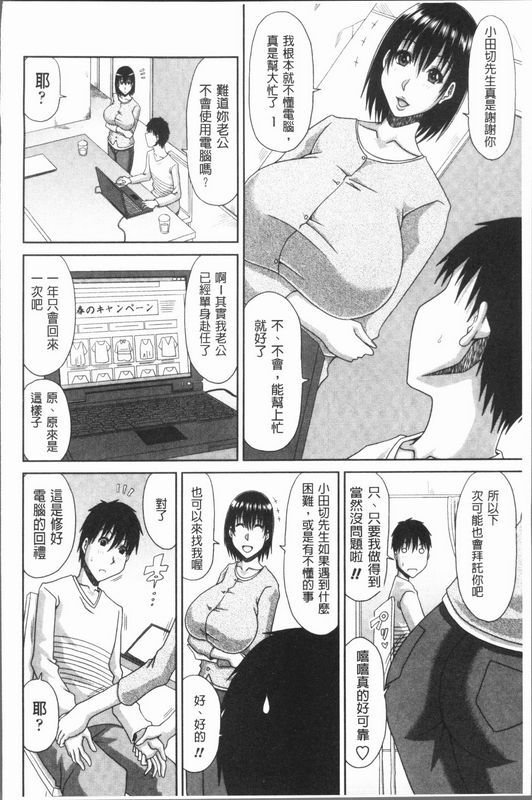 小田切先生真是謝謝你
我根本就不懂電腦，
真是幫大忙了！
不、不會，能幫上忙
就好了
難道妳老公
不會使用電腦嗎？
耶？
啊！其實我老公
已經單身赴任了
一年只會回來
一次吧
原、原來是
這樣子
春のキャンペーン
所以下
次可能也會拜託你吧
只、只要我做得到
當然沒問題啦!!
嘻嘻真的好可靠♡
小田切先生如果遇到什麼
困難，或是有不懂的事
也可以來找我喔
好、好的!!
對了
這是修好
電腦的回禮
耶？